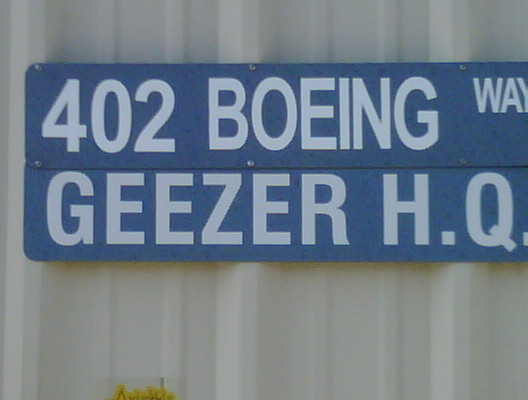 402 BOEING WAY
GEEZER H.Q.